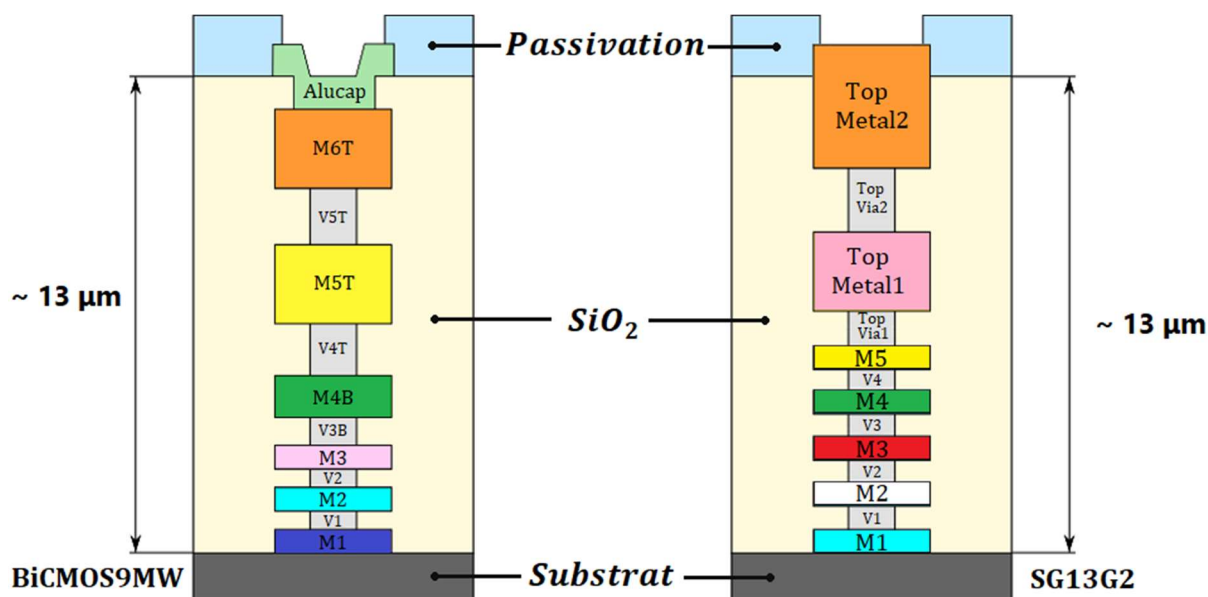 Passivation
Alucap
M6T
V5T
M5T
V4T
M4B
V3B
M3
V2
M2
V1
M1
~ 13 µm
BiCMOS9MW
SiO2
Substrat
Top
Metal2
Top
Via2
Top
Metal1
Top
Via1
M5
V4
M4
V3
M3
V2
M2
V1
M1
~ 13 µm
SG13G2